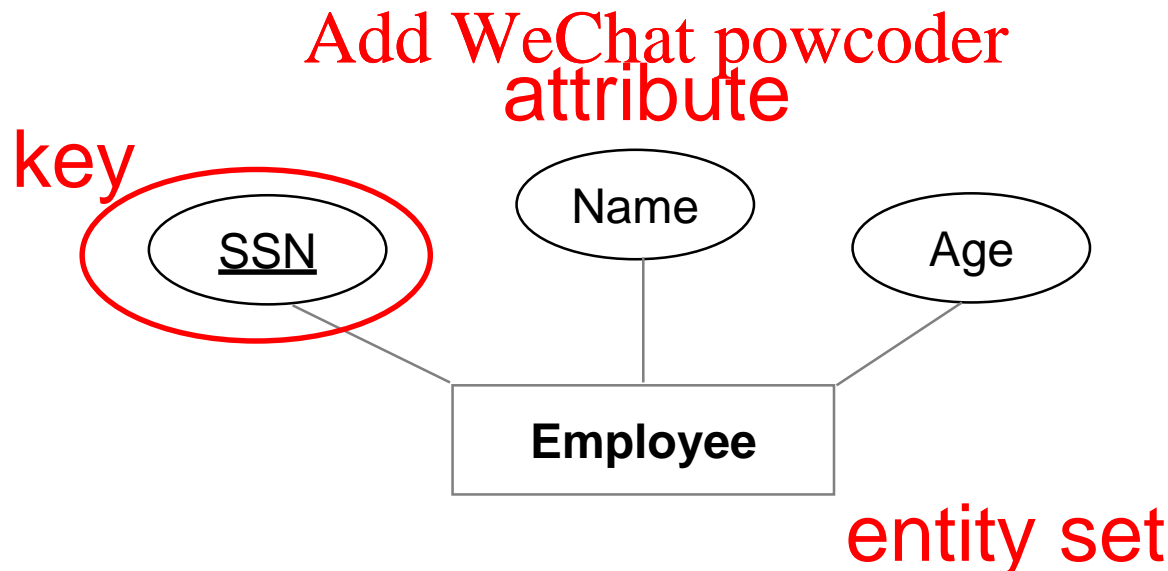 Add WeChat powcoder
attribute
key
Name
SSN
Age
Employee
entity set